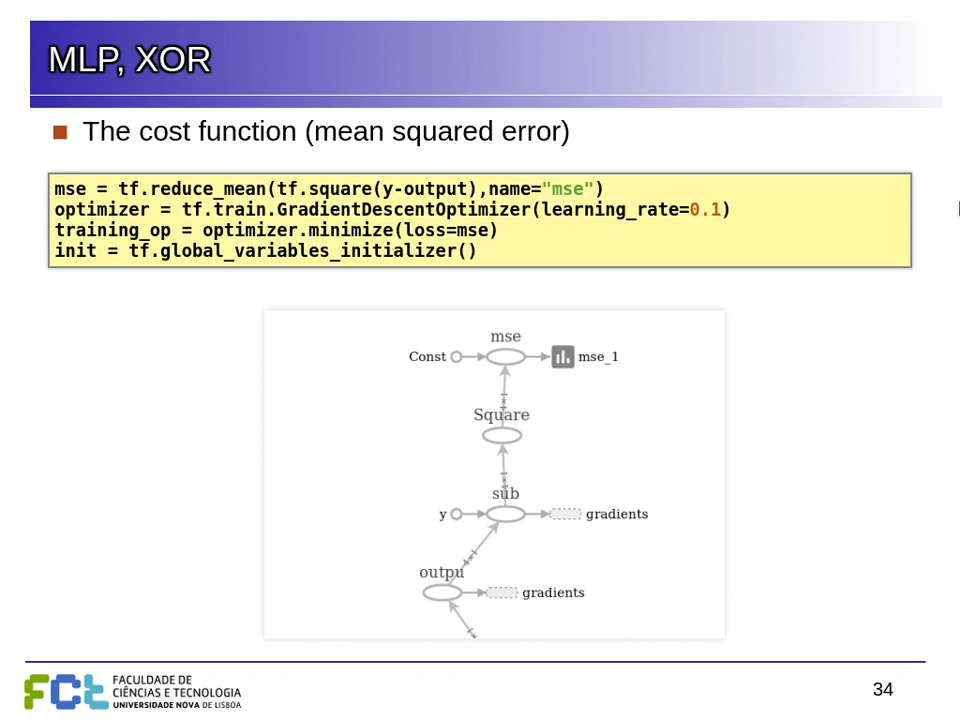 MLP, XOR
The cost function (mean squared error)
mse = tf.reduce_mean(tf.square(y-output),name="mse")
optimizer = tf.train.GradientDescentOptimizer(learning_rate=0.1)
training_op = optimizer.minimize(loss=mse)
init = tf.global_variables_initializer()
mse
Const
mse_1
Square
sub
y
gradients
outpu
gradients
FCt
FACULDADE DE
CIÊNCIAS E TECNOLOGIA
UNIVERSIDADE NOVA DE LISBOA
34